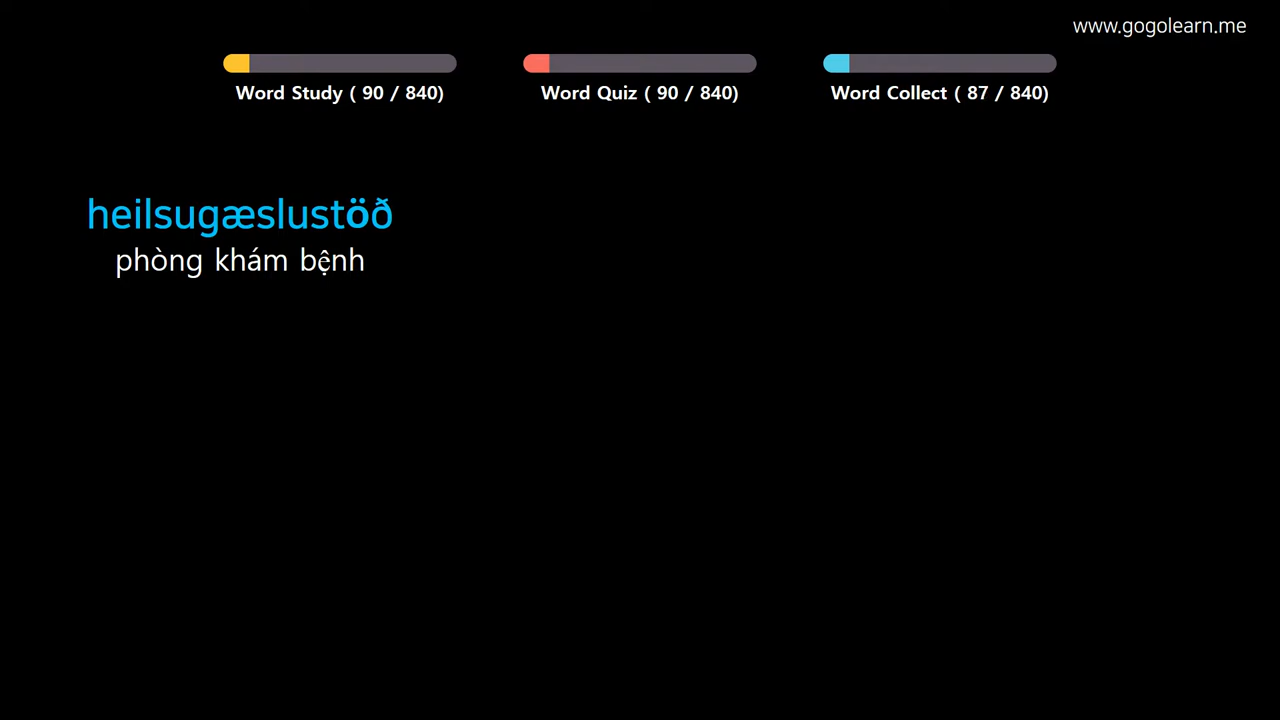 www.gogolearn.me
Word Study ( 90 / 840)
Word Quiz ( 90 / 840)
Word Collect ( 87 / 840)
heilsugæslustöð
phòng khám bệnh